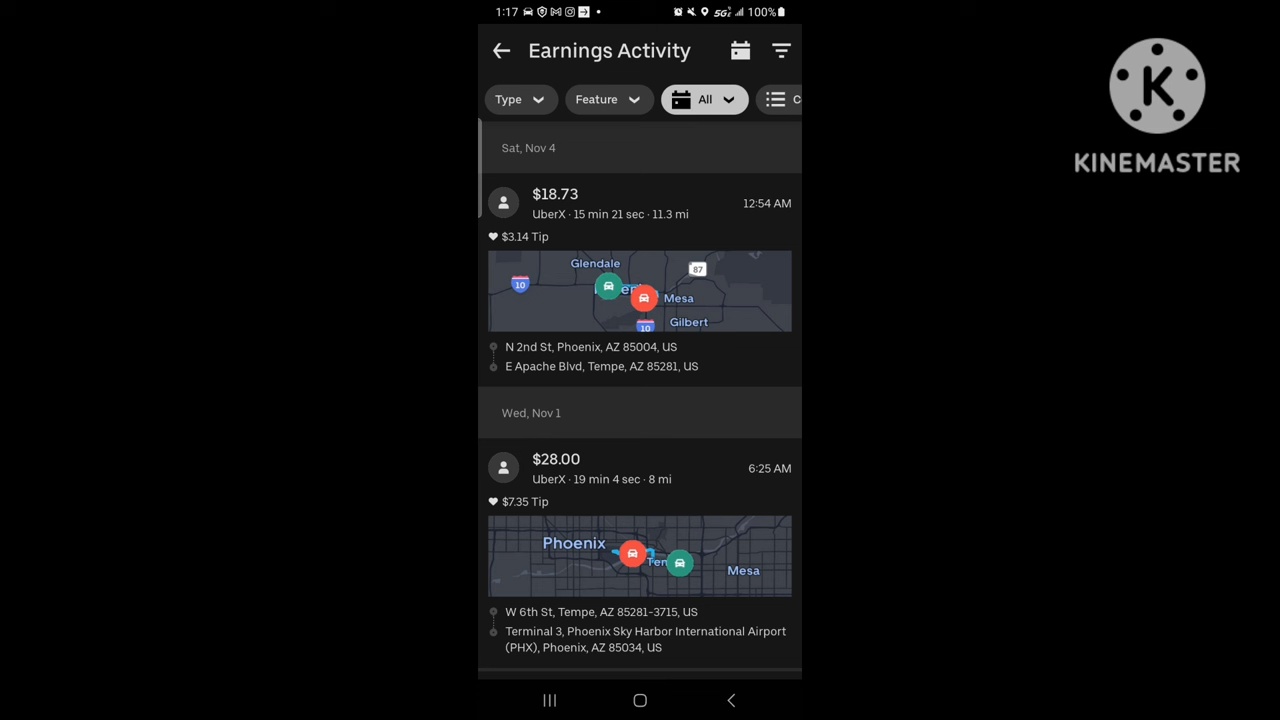 1:17 5G 100%
Earnings Activity
Type Feature All C
Sat, Nov 4
$18.73
12:54 AM
UberX · 15 min 21 sec · 11.3 mi
$3.14 Tip
Glendale
87
10
Mesa
10
Gilbert
N 2nd St, Phoenix, AZ 85004, US
E Apache Blvd, Tempe, AZ 85281, US
Wed, Nov 1
$28.00
6:25 AM
UberX · 19 min 4 sec · 8 mi
$7.35 Tip
Phoenix
Tem
Mesa
W 6th St, Tempe, AZ 85281-3715, US
Terminal 3, Phoenix Sky Harbor International Airport
(PHX), Phoenix, AZ 85034, US
K
KINEMASTER